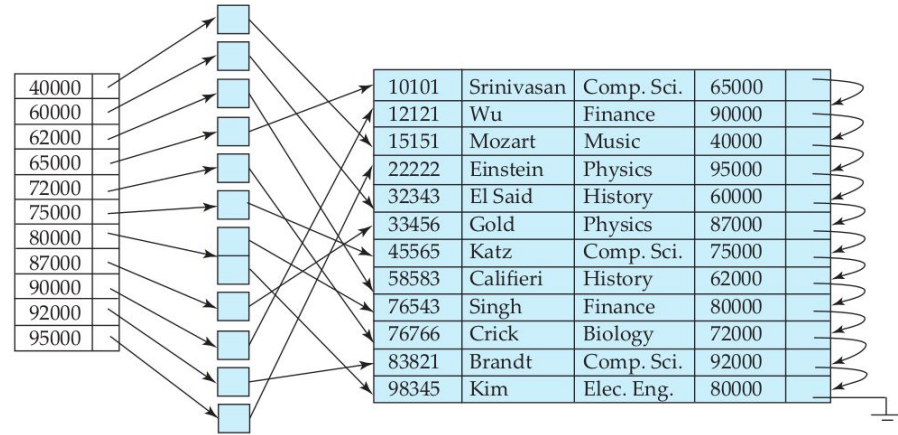 40000
60000
62000
65000
72000
75000
80000
87000
90000
92000
95000
10101 Srinivasan Comp. Sci. 65000
12121 Wu Finance 90000
15151 Mozart Music 40000
22222 Einstein Physics 95000
32343 El Said History 60000
33456 Gold Physics 87000
45565 Katz Comp. Sci. 75000
58583 Califieri History 62000
76543 Singh Finance 80000
76766 Crick Biology 72000
83821 Brandt Comp. Sci. 92000
98345 Kim Elec. Eng. 80000